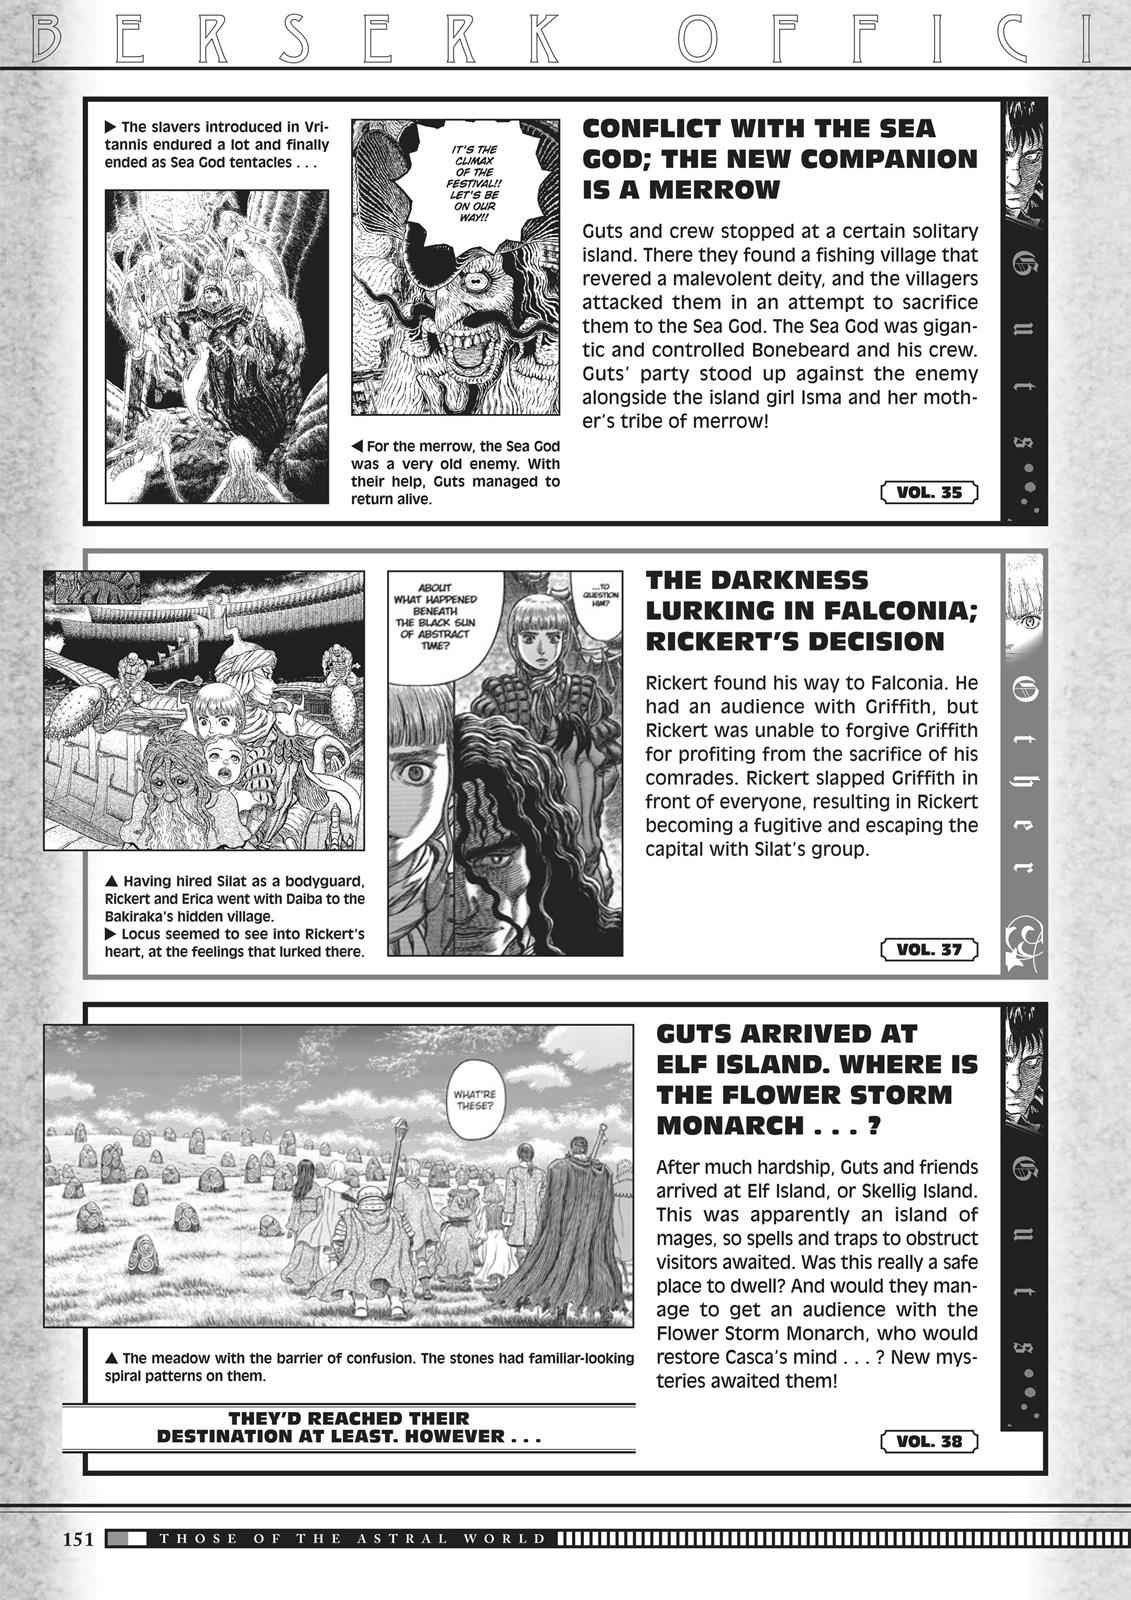 BERSERK OFFICI
▶ The slavers introduced in Vri-
tannis endured a lot and finally
ended as Sea God tentacles . . .
IT'S THE
CLIMAX
OF THE
FESTIVAL!!
LET'S BE
ON OUR
WAY!!
◀ For the merrow, the Sea God
was a very old enemy. With
their help, Guts managed to
return alive.
CONFLICT WITH THE SEA
GOD; THE NEW COMPANION
IS A MERROW
Guts and crew stopped at a certain solitary
island. There they found a fishing village that
revered a malevolent deity, and the villagers
attacked them in an attempt to sacrifice
them to the Sea God. The Sea God was gigan-
tic and controlled Bonebeard and his crew.
Guts' party stood up against the enemy
alongside the island girl Isma and her moth-
er's tribe of merrow!
VOL. 35
Guts
ABOUT
WHAT HAPPENED
BENEATH
THE BLACK SUN
OF ABSTRACT
TIME?
...TO
QUESTION
HIM?
▲ Having hired Silat as a bodyguard,
Rickert and Erica went with Daiba to the
Bakiraka's hidden village.
▶ Locus seemed to see into Rickert's
heart, at the feelings that lurked there.
THE DARKNESS
LURKING IN FALCONIA;
RICKERT'S DECISION
Rickert found his way to Falconia. He
had an audience with Griffith, but
Rickert was unable to forgive Griffith
for profiting from the sacrifice of his
comrades. Rickert slapped Griffith in
front of everyone, resulting in Rickert
becoming a fugitive and escaping the
capital with Silat's group.
VOL. 37
Other
WHAT'RE
THESE?
▲ The meadow with the barrier of confusion. The stones had familiar-looking
spiral patterns on them.
THEY'D REACHED THEIR
DESTINATION AT LEAST. HOWEVER . . .
GUTS ARRIVED AT
ELF ISLAND. WHERE IS
THE FLOWER STORM
MONARCH . . . ?
After much hardship, Guts and friends
arrived at Elf Island, or Skellig Island.
This was apparently an island of
mages, so spells and traps to obstruct
visitors awaited. Was this really a safe
place to dwell? And would they man-
age to get an audience with the
Flower Storm Monarch, who would
restore Casca's mind . . . ? New mys-
teries awaited them!
VOL. 38
Guts
151 THOSE OF THE ASTRAL WORLD